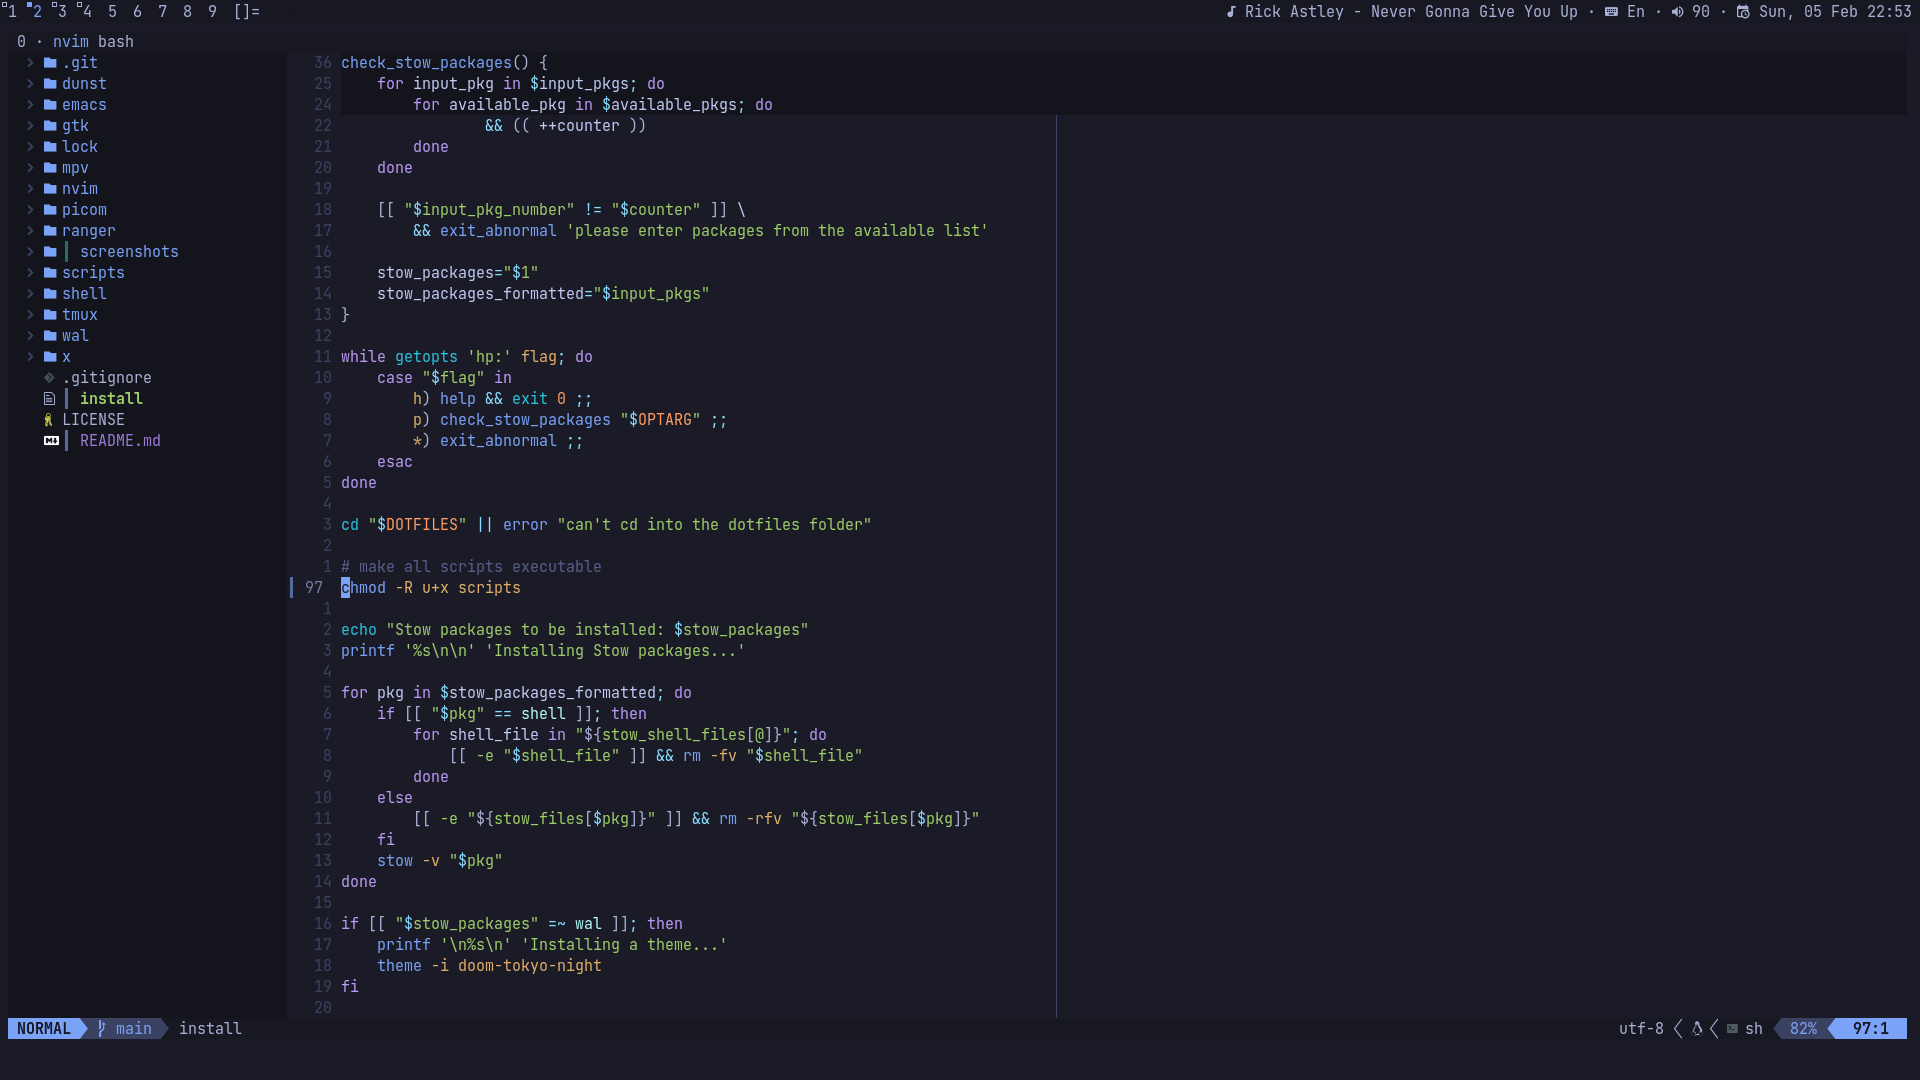 1 2 3 4 5 6 7 8 9 []= Rick Astley - Never Gonna Give You Up · En · 90 · Sun, 05 Feb 22:53
0 · nvim bash
.git
dunst
emacs
gtk
lock
mpv
nvim
picom
ranger
screenshots
scripts
shell
tmux
wal
x
.gitignore
install
LICENSE
README.md
36 check_stow_packages() {
25     for input_pkg in $input_pkgs; do
24         for available_pkg in $available_pkgs; do
22                 && (( ++counter ))
21         done
20     done
19
18     [[ "$input_pkg_number" != "$counter" ]] \
17         && exit_abnormal 'please enter packages from the available list'
16
15     stow_packages="$1"
14     stow_packages_formatted="$input_pkgs"
13 }
12
11 while getopts 'hp:' flag; do
10     case "$flag" in
9         h) help && exit 0 ;;
8         p) check_stow_packages "$OPTARG" ;;
7         *) exit_abnormal ;;
6     esac
5 done
4
3 cd "$DOTFILES" || error "can't cd into the dotfiles folder"
2
1 # make all scripts executable
97 chmod -R u+x scripts
1
2 echo "Stow packages to be installed: $stow_packages"
3 printf '%s\n\n' 'Installing Stow packages...'
4
5 for pkg in $stow_packages_formatted; do
6     if [[ "$pkg" == shell ]]; then
7         for shell_file in "${stow_shell_files[@]}"; do
8             [[ -e "$shell_file" ]] && rm -fv "$shell_file"
9         done
10     else
11         [[ -e "${stow_files[$pkg]}" ]] && rm -rfv "${stow_files[$pkg]}"
12     fi
13     stow -v "$pkg"
14 done
15
16 if [[ "$stow_packages" =~ wal ]]; then
17     printf '\n%s\n' 'Installing a theme...'
18     theme -i doom-tokyo-night
19 fi
20
NORMAL main install utf-8 sh 82% 97:1